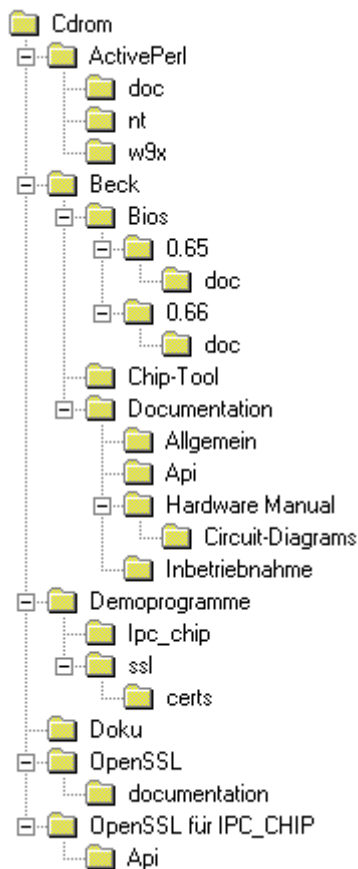 Cdrom
ActivePerl
doc
nt
w9x
Beck
Bios
0.65
doc
0.66
doc
Chip-Tool
Documentation
Allgemein
Api
Hardware Manual
Circuit-Diagrams
Inbetriebnahme
Demoprogramme
Ipc_chip
ssl
certs
Doku
OpenSSL
documentation
OpenSSL für IPC_CHIP
Api